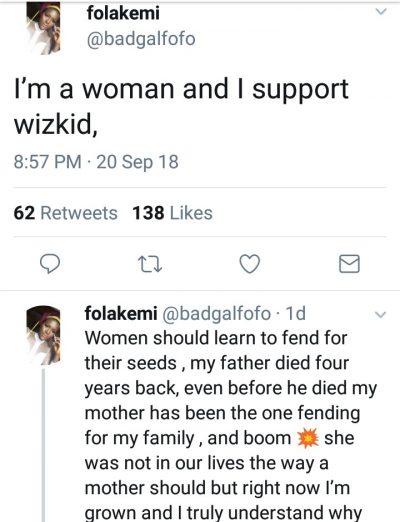 folakemi
@badgalfofo
I'm a woman and I support
wizkid,
8:57 PM · 20 Sep 18
62 Retweets 138 Likes
folakemi @badgalfofo · 1d
Women should learn to fend for
their seeds , my father died four
years back, even before he died my
mother has been the one fending
for my family , and boom 💥 she
was not in our lives the way a
mother should but right now I'm
grown and I truly understand why